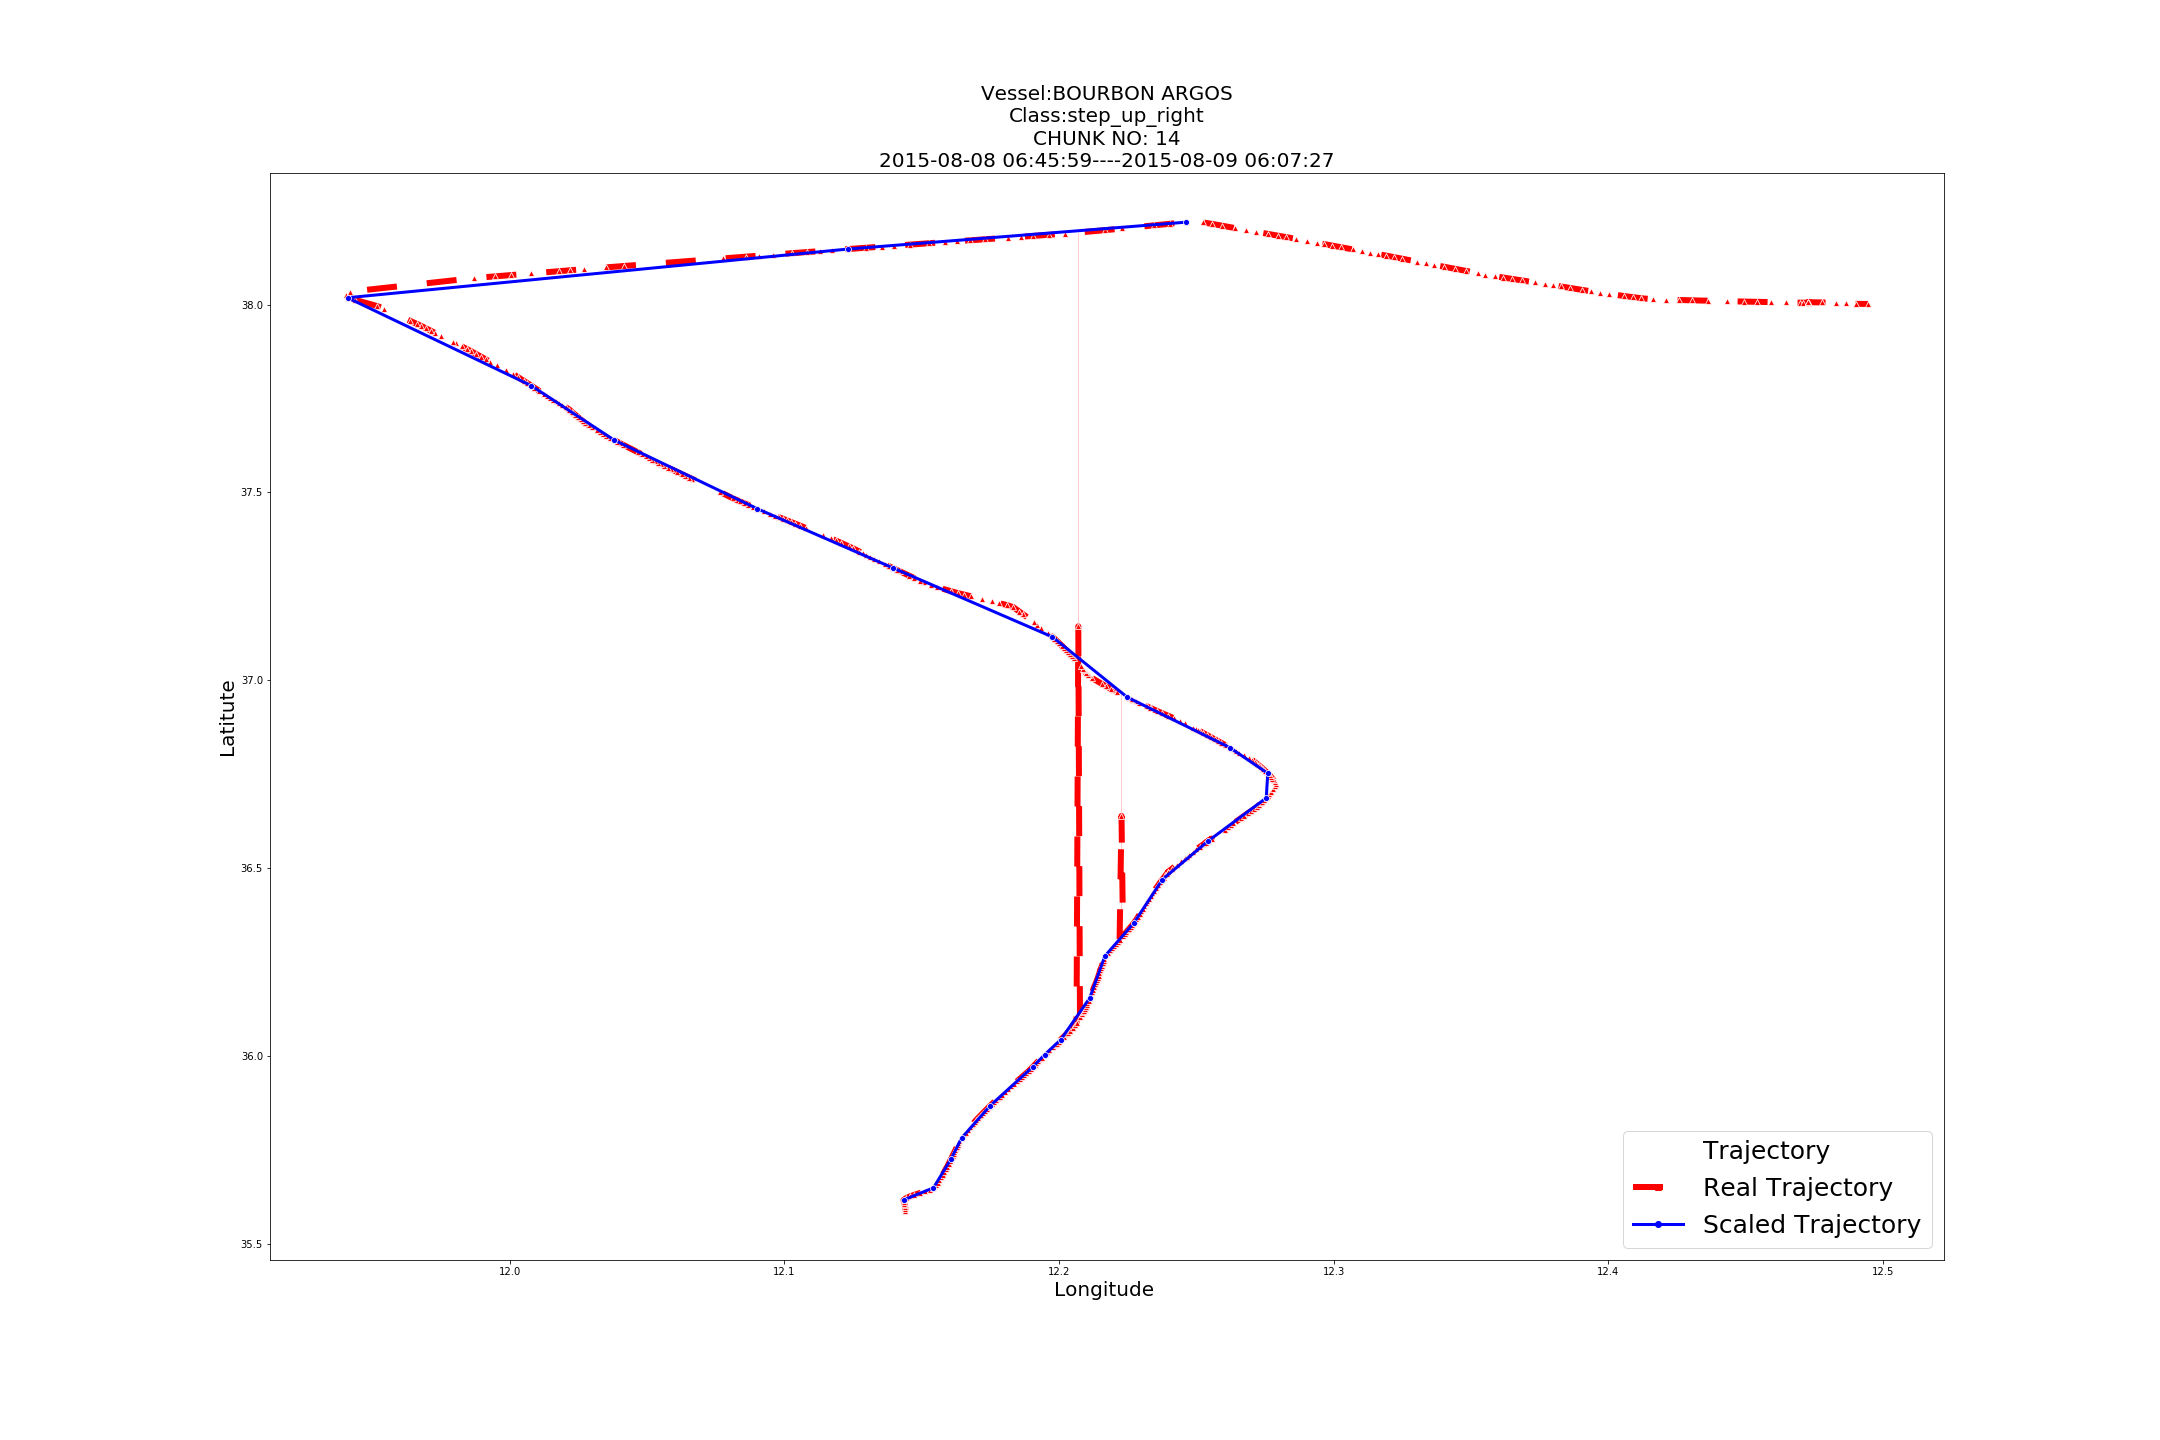 Vessel:BOURBON ARGOS
Class:step_up_right
CHUNK NO: 14
2015-08-08 06:45:59----2015-08-09 06:07:27
38.0
37.5
37.0
36.5
36.0
35.5
Latitute
12.0 12.1 12.2 12.3 12.4 12.5
Longitude
Trajectory
Real Trajectory
Scaled Trajectory